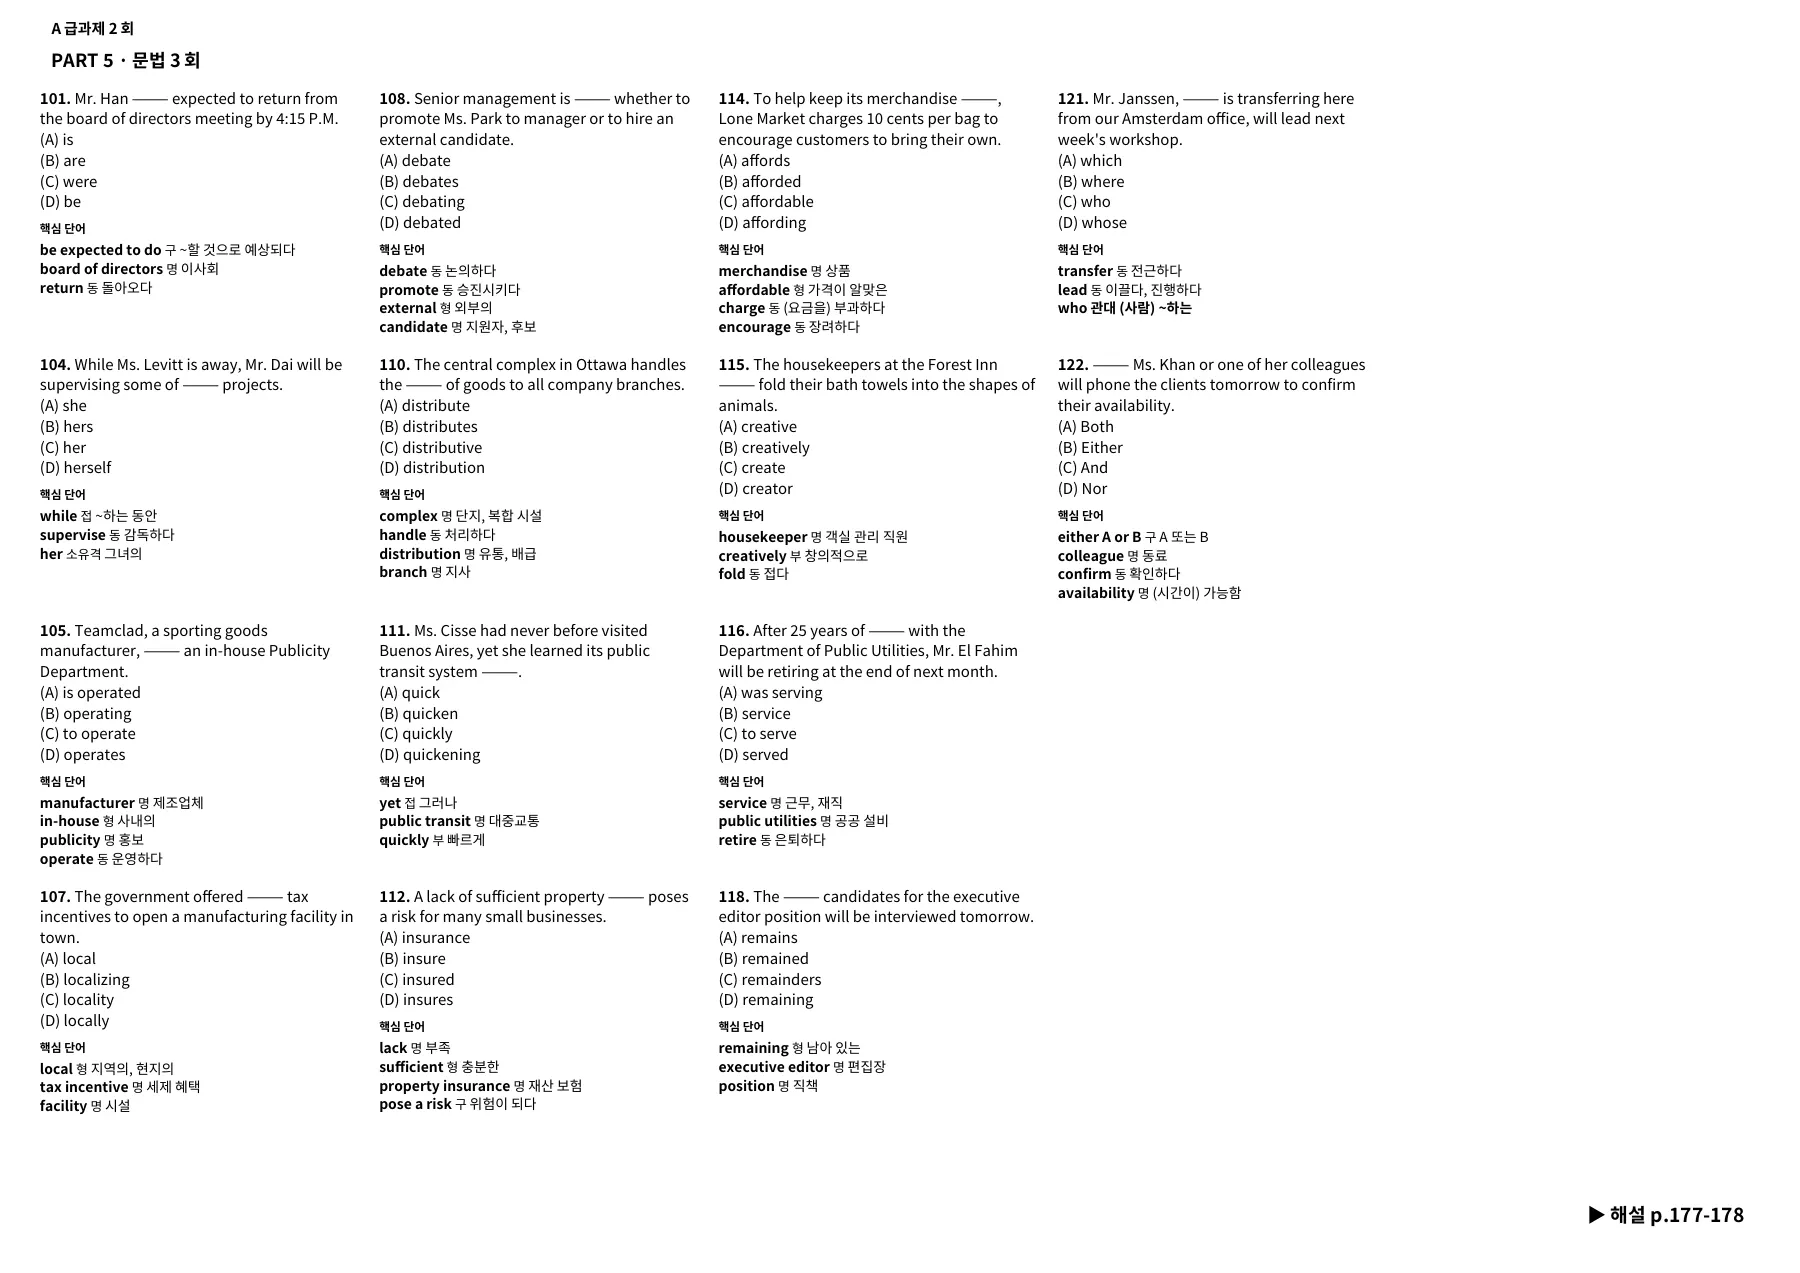 A 급과제 2 회
PART 5 · 문법 3 회
101. Mr. Han ―― expected to return from
the board of directors meeting by 4:15 P.M.
(A) is
(B) are
(C) were
(D) be
핵심 단어
be expected to do 구 ~할 것으로 예상되다
board of directors 명 이사회
return 동 돌아오다
104. While Ms. Levitt is away, Mr. Dai will be
supervising some of ―― projects.
(A) she
(B) hers
(C) her
(D) herself
핵심 단어
while 접 ~하는 동안
supervise 동 감독하다
her 소유격 그녀의
105. Teamclad, a sporting goods
manufacturer, ―― an in-house Publicity
Department.
(A) is operated
(B) operating
(C) to operate
(D) operates
핵심 단어
manufacturer 명 제조업체
in-house 형 사내의
publicity 명 홍보
operate 동 운영하다
107. The government offered ―― tax
incentives to open a manufacturing facility in
town.
(A) local
(B) localizing
(C) locality
(D) locally
핵심 단어
local 형 지역의, 현지의
tax incentive 명 세제 혜택
facility 명 시설
108. Senior management is ―― whether to
promote Ms. Park to manager or to hire an
external candidate.
(A) debate
(B) debates
(C) debating
(D) debated
핵심 단어
debate 동 논의하다
promote 동 승진시키다
external 형 외부의
candidate 명 지원자, 후보
110. The central complex in Ottawa handles
the ―― of goods to all company branches.
(A) distribute
(B) distributes
(C) distributive
(D) distribution
핵심 단어
complex 명 단지, 복합 시설
handle 동 처리하다
distribution 명 유통, 배급
branch 명 지사
111. Ms. Cisse had never before visited
Buenos Aires, yet she learned its public
transit system ――.
(A) quick
(B) quicken
(C) quickly
(D) quickening
핵심 단어
yet 접 그러나
public transit 명 대중교통
quickly 부 빠르게
112. A lack of sufficient property ―― poses
a risk for many small businesses.
(A) insurance
(B) insure
(C) insured
(D) insures
핵심 단어
lack 명 부족
sufficient 형 충분한
property insurance 명 재산 보험
pose a risk 구 위험이 되다
114. To help keep its merchandise ――,
Lone Market charges 10 cents per bag to
encourage customers to bring their own.
(A) affords
(B) afforded
(C) affordable
(D) affording
핵심 단어
merchandise 명 상품
affordable 형 가격이 알맞은
charge 동 (요금을) 부과하다
encourage 동 장려하다
115. The housekeepers at the Forest Inn
―― fold their bath towels into the shapes of
animals.
(A) creative
(B) creatively
(C) create
(D) creator
핵심 단어
housekeeper 명 객실 관리 직원
creatively 부 창의적으로
fold 동 접다
116. After 25 years of ―― with the
Department of Public Utilities, Mr. El Fahim
will be retiring at the end of next month.
(A) was serving
(B) service
(C) to serve
(D) served
핵심 단어
service 명 근무, 재직
public utilities 명 공공 설비
retire 동 은퇴하다
118. The ―― candidates for the executive
editor position will be interviewed tomorrow.
(A) remains
(B) remained
(C) remainders
(D) remaining
핵심 단어
remaining 형 남아 있는
executive editor 명 편집장
position 명 직책
121. Mr. Janssen, ―― is transferring here
from our Amsterdam office, will lead next
week's workshop.
(A) which
(B) where
(C) who
(D) whose
핵심 단어
transfer 동 전근하다
lead 동 이끌다, 진행하다
who 관대 (사람) ~하는
122. ―― Ms. Khan or one of her colleagues
will phone the clients tomorrow to confirm
their availability.
(A) Both
(B) Either
(C) And
(D) Nor
핵심 단어
either A or B 구 A 또는 B
colleague 명 동료
confirm 동 확인하다
availability 명 (시간이) 가능함
▶ 해설 p.177-178